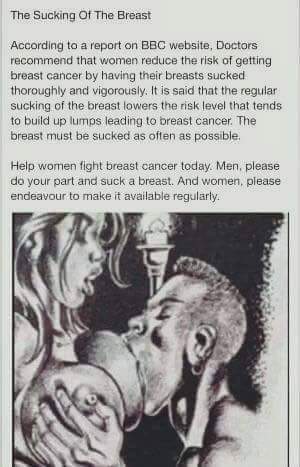 The Sucking Of The Breast
According to a report on BBC website, Doctors
recommend that women reduce the risk of getting
breast cancer by having their breasts sucked
thoroughly and vigorously. It is said that the regular
sucking of the breast lowers the risk level that tends
to build up lumps leading to breast cancer. The
breast must be sucked as often as possible.
Help women fight breast cancer today. Men, please
do your part and suck a breast. And women, please
endeavour to make it available regularly.